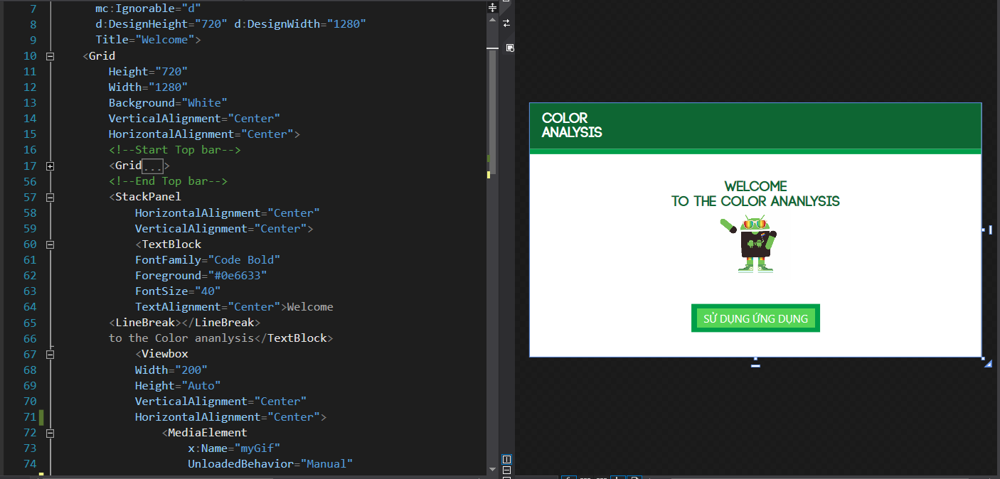 7 mc:Ignorable="d"
8 d:DesignHeight="720" d:DesignWidth="1280"
9 Title="Welcome">
10 <Grid
11 Height="720"
12 Width="1280"
13 Background="White"
14 VerticalAlignment="Center"
15 HorizontalAlignment="Center">
16 <!--Start Top bar-->
17 <Grid...>
56 <!--End Top bar-->
57 <StackPanel
58 HorizontalAlignment="Center"
59 VerticalAlignment="Center">
60 <TextBlock
61 FontFamily="Code Bold"
62 Foreground="#0e6633"
63 FontSize="40"
64 TextAlignment="Center">Welcome
65 <LineBreak></LineBreak>
66 to the Color ananlysis</TextBlock>
67 <Viewbox
68 Width="200"
69 Height="Auto"
70 VerticalAlignment="Center"
71 HorizontalAlignment="Center">
72 <MediaElement
73 x:Name="myGif"
74 UnloadedBehavior="Manual"
COLOR
ANALYSIS
WELCOME
TO THE COLOR ANANLYSIS
SỬ DỤNG ỨNG DỤNG